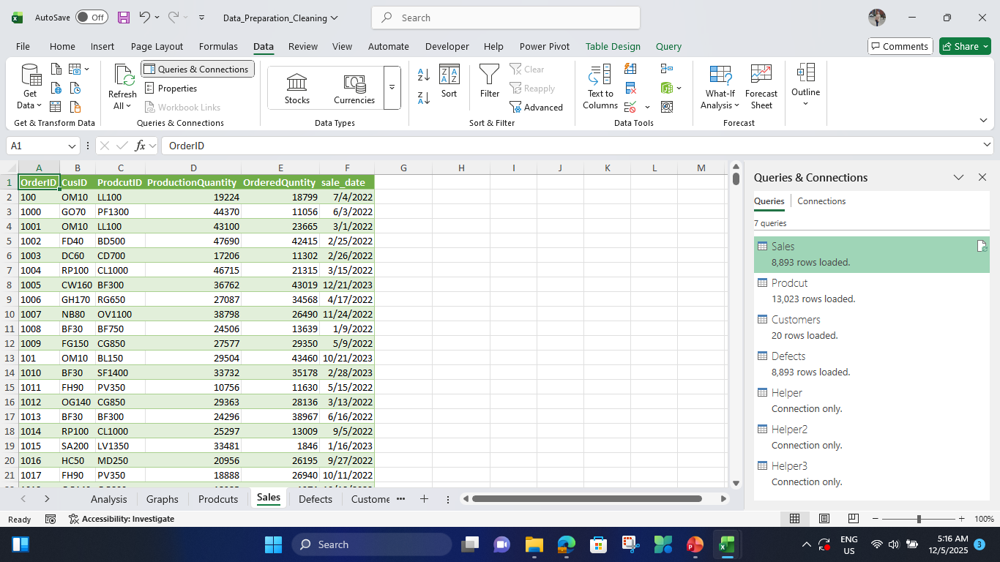 AutoSave Off Data_Preparation_Cleaning Search
File Home Insert Page Layout Formulas Data Review View Automate Developer Help Power Pivot Table Design Query Comments Share
Get Data
Refresh All
Queries & Connections
Properties
Workbook Links
Stocks Currencies
Sort
Filter
Clear
Reapply
Advanced
Text to Columns
What-If Analysis
Forecast Sheet
Outline
Get & Transform Data Queries & Connections Data Types Sort & Filter Data Tools Forecast
A1 fx OrderID
A B C D E F G H I J K L M
1 OrderID CusID ProdcutID ProductionQuantity OrderedQuntity sale_date
2 100 OM10 LL100 19224 18799 7/4/2022
3 1000 GO70 PF1300 44370 11056 6/3/2022
4 1001 OM10 LL100 43100 23665 3/1/2022
5 1002 FD40 BD500 47690 42415 2/25/2022
6 1003 DC60 CD700 17206 11302 2/26/2022
7 1004 RP100 CL1000 46715 21315 3/15/2022
8 1005 CW160 BF300 36762 43019 12/21/2023
9 1006 GH170 RG650 27087 34568 4/17/2022
10 1007 NB80 OV1100 38798 26490 11/24/2022
11 1008 BF30 BF750 24506 13639 1/9/2022
12 1009 FG150 CG850 27577 29350 5/9/2022
13 101 OM10 BL150 29504 43460 10/21/2023
14 1010 BF30 SF1400 33732 35178 2/28/2023
15 1011 FH90 PV350 10756 11630 5/15/2022
16 1012 OG140 CG850 29363 28136 3/13/2022
17 1013 BF30 BF300 24296 38967 6/16/2022
18 1014 RP100 CL1000 25297 13009 9/5/2022
19 1015 SA200 LV1350 33481 1846 1/16/2023
20 1016 HC50 MD250 20956 26195 9/27/2022
21 1017 FH90 PV350 18888 26940 10/11/2022
Queries & Connections
Queries Connections
7 queries
Sales
8,893 rows loaded.
Prodcut
13,023 rows loaded.
Customers
20 rows loaded.
Defects
8,893 rows loaded.
Helper
Connection only.
Helper2
Connection only.
Helper3
Connection only.
Analysis Graphs Prodcuts Sales Defects Custome
Ready Accessibility: Investigate 100%
Search
ENG
US
5:16 AM
12/5/2025
3